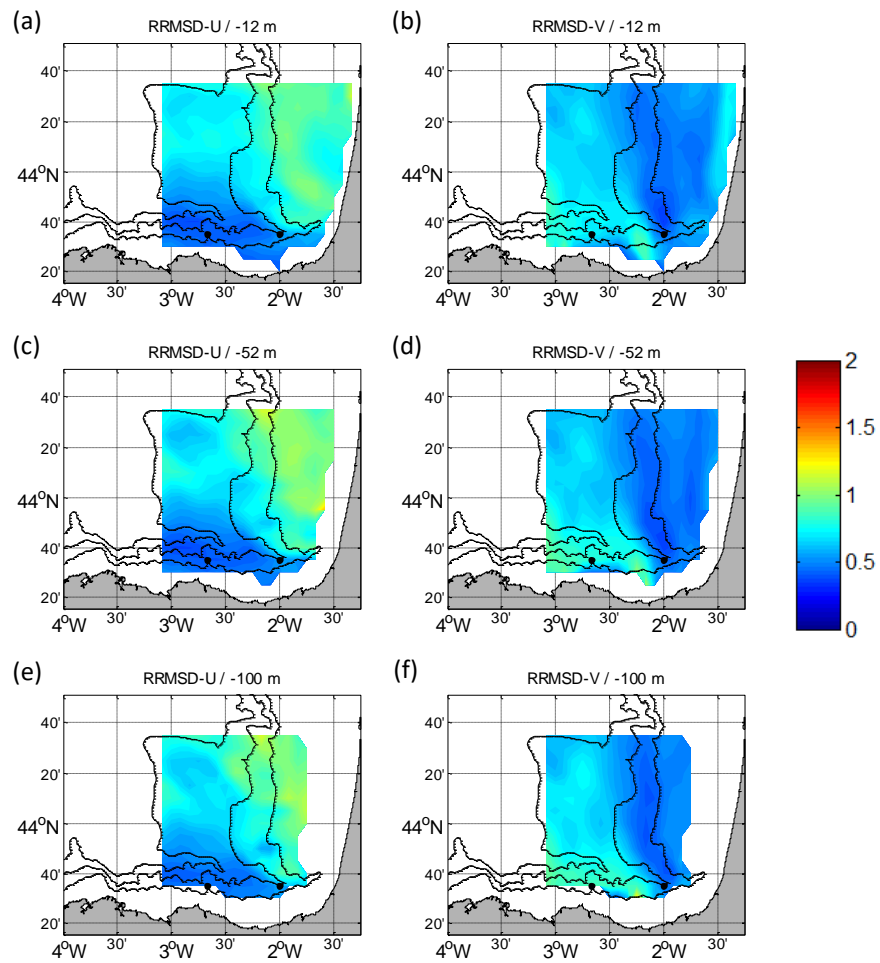 (a)
RRMSD-U / -12 m
40'
20'
44°N
40'
20'
4°W 30' 3°W 30' 2°W 30'
(b)
RRMSD-V / -12 m
40'
20'
44°N
40'
20'
4°W 30' 3°W 30' 2°W 30'
(c)
RRMSD-U / -52 m
40'
20'
44°N
40'
20'
4°W 30' 3°W 30' 2°W 30'
(d)
RRMSD-V / -52 m
40'
20'
44°N
40'
20'
4°W 30' 3°W 30' 2°W 30'
2
1.5
1
0.5
0
(e)
RRMSD-U / -100 m
40'
20'
44°N
40'
20'
4°W 30' 3°W 30' 2°W 30'
(f)
RRMSD-V / -100 m
40'
20'
44°N
40'
20'
4°W 30' 3°W 30' 2°W 30'